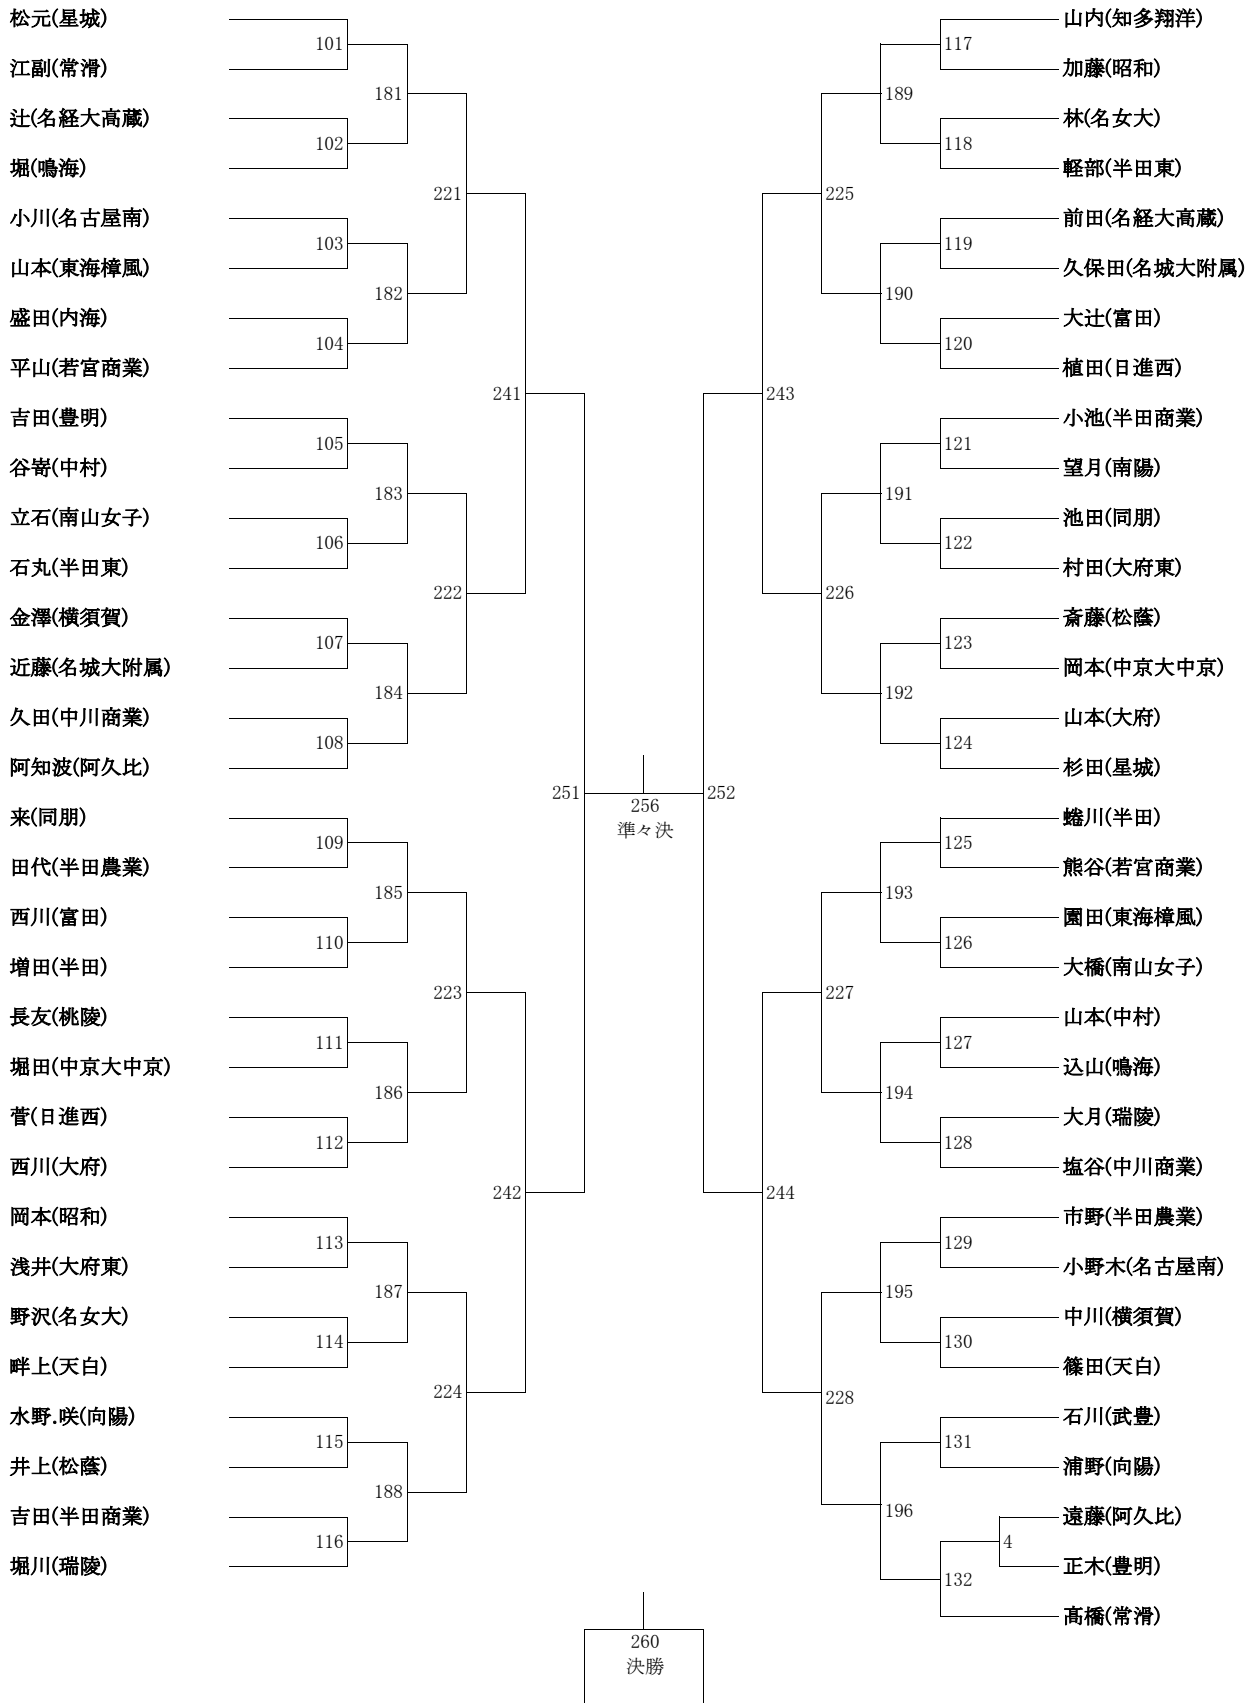 松元(星城)
101
江副(常滑)
181
辻(名経大高蔵)
102
堀(鳴海)
221
小川(名古屋南)
103
山本(東海樟風)
182
盛田(内海)
104
平山(若宮商業)
241
吉田(豊明)
105
谷嵜(中村)
183
立石(南山女子)
106
石丸(半田東)
222
金澤(横須賀)
107
近藤(名城大附属)
184
久田(中川商業)
108
阿知波(阿久比)
251
来(同朋)
109
田代(半田農業)
185
西川(富田)
110
増田(半田)
223
長友(桃陵)
111
堀田(中京大中京)
186
菅(日進西)
112
西川(大府)
242
岡本(昭和)
113
浅井(大府東)
187
野沢(名女大)
114
畔上(天白)
224
水野.咲(向陽)
115
井上(松蔭)
188
吉田(半田商業)
116
堀川(瑞陵)
256
準々決
260
決勝
山内(知多翔洋)
117
加藤(昭和)
189
林(名女大)
118
軽部(半田東)
225
前田(名経大高蔵)
119
久保田(名城大附属)
190
大辻(富田)
120
植田(日進西)
243
小池(半田商業)
121
望月(南陽)
191
池田(同朋)
122
村田(大府東)
226
斎藤(松蔭)
123
岡本(中京大中京)
192
山本(大府)
124
杉田(星城)
252
蜷川(半田)
125
熊谷(若宮商業)
193
園田(東海樟風)
126
大橋(南山女子)
227
山本(中村)
127
込山(鳴海)
194
大月(瑞陵)
128
塩谷(中川商業)
244
市野(半田農業)
129
小野木(名古屋南)
195
中川(横須賀)
130
篠田(天白)
228
石川(武豊)
131
浦野(向陽)
196
遠藤(阿久比)
4
正木(豊明)
132
髙橋(常滑)